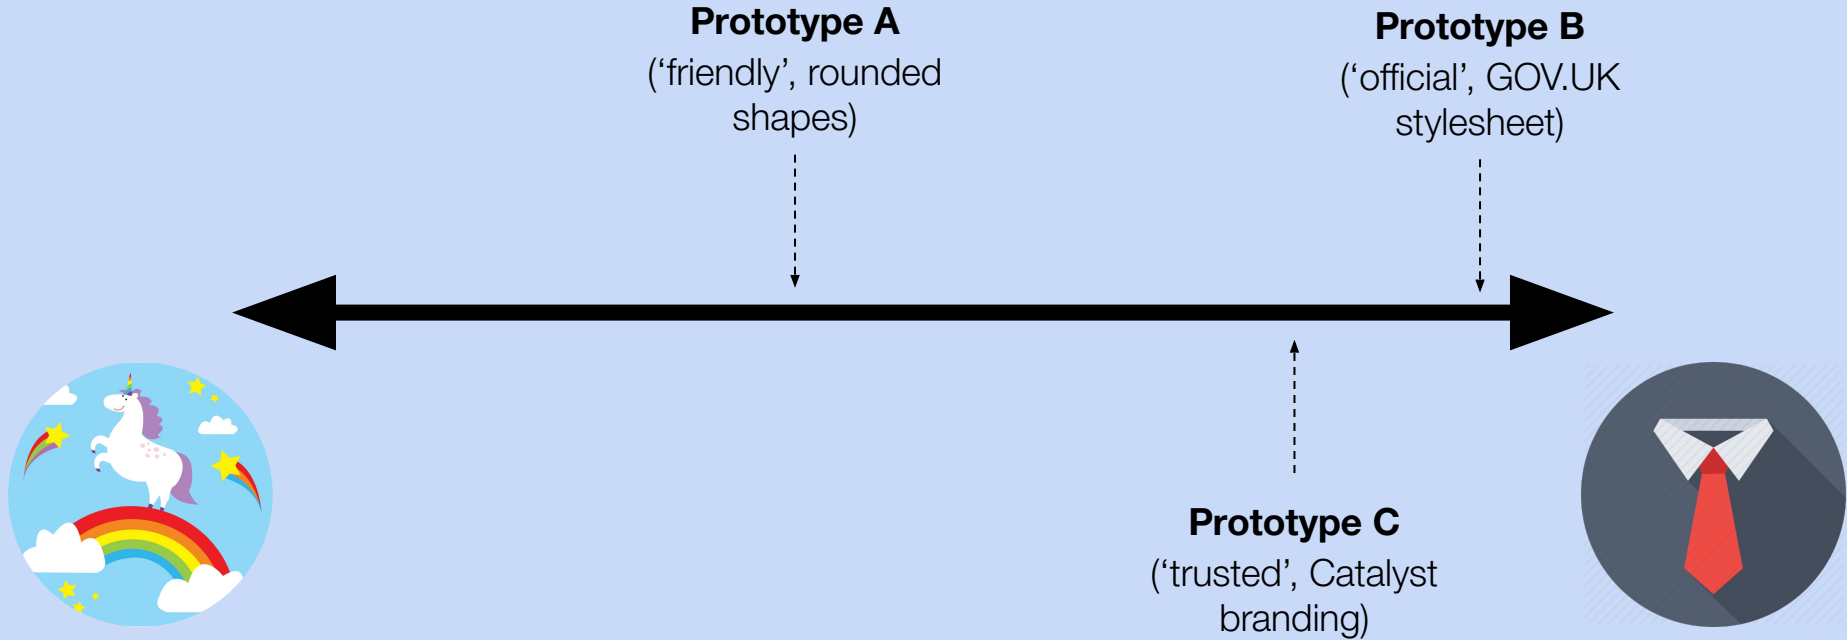 Prototype A
(‘friendly’, rounded
shapes)
Prototype B
(‘official’, GOV.UK
stylesheet)
Prototype C
(‘trusted’, Catalyst
branding)